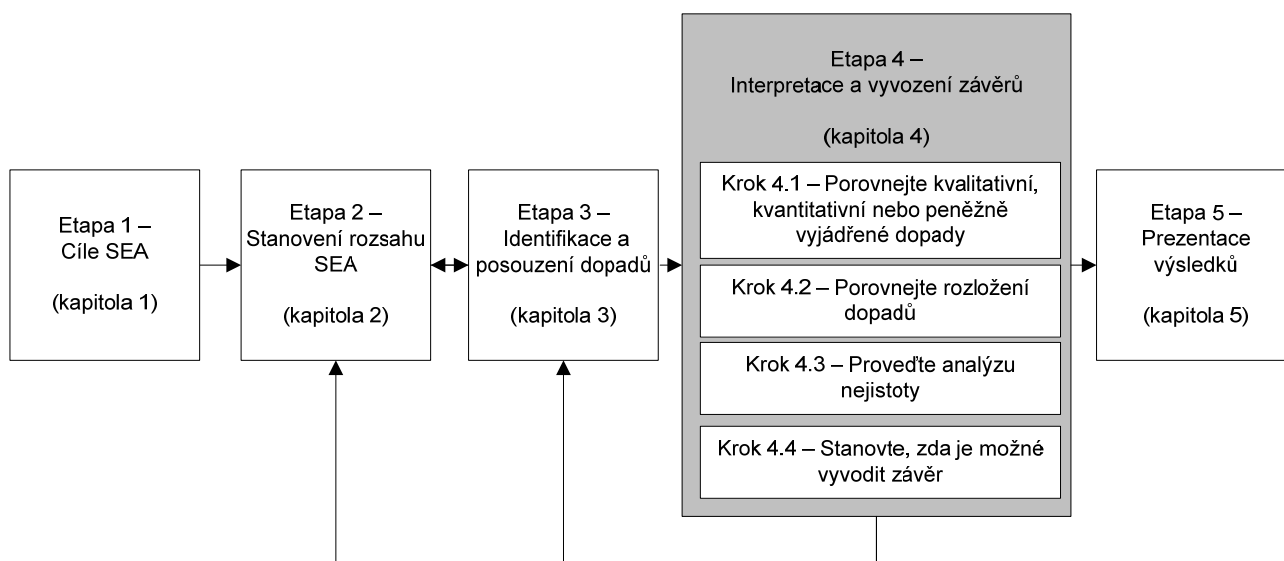 Etapa 1 –
Cíle SEA
(kapitola 1)
Etapa 2 –
Stanovení rozsahu
SEA
(kapitola 2)
Etapa 3 –
Identifikace a
posouzení dopadů
(kapitola 3)
Etapa 4 –
Interpretace a vyvození závěrů
(kapitola 4)
Krok 4.1 – Porovnejte kvalitativní,
kvantitativní nebo peněžně
vyjádřené dopady
Krok 4.2 – Porovnejte rozložení
dopadů
Krok 4.3 – Proveďte analýzu
nejistoty
Krok 4.4 – Stanovte, zda je možné
vyvodit závěr
Etapa 5 –
Prezentace
výsledků
(kapitola 5)